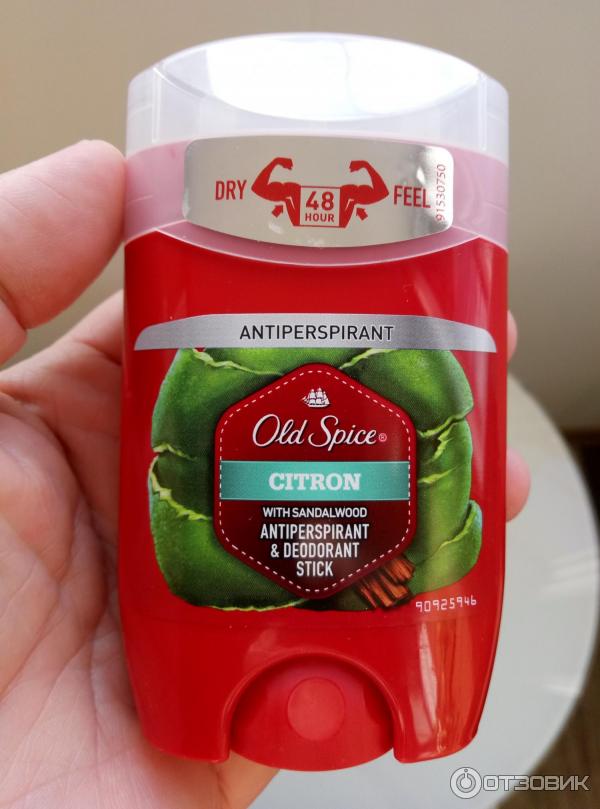 DRY 48 HOUR FEEL
91530750
ANTIPERSPIRANT
Old Spice®
CITRON
WITH SANDALWOOD
ANTIPERSPIRANT
& DEODORANT
STICK
90925946
ОТЗОВИК